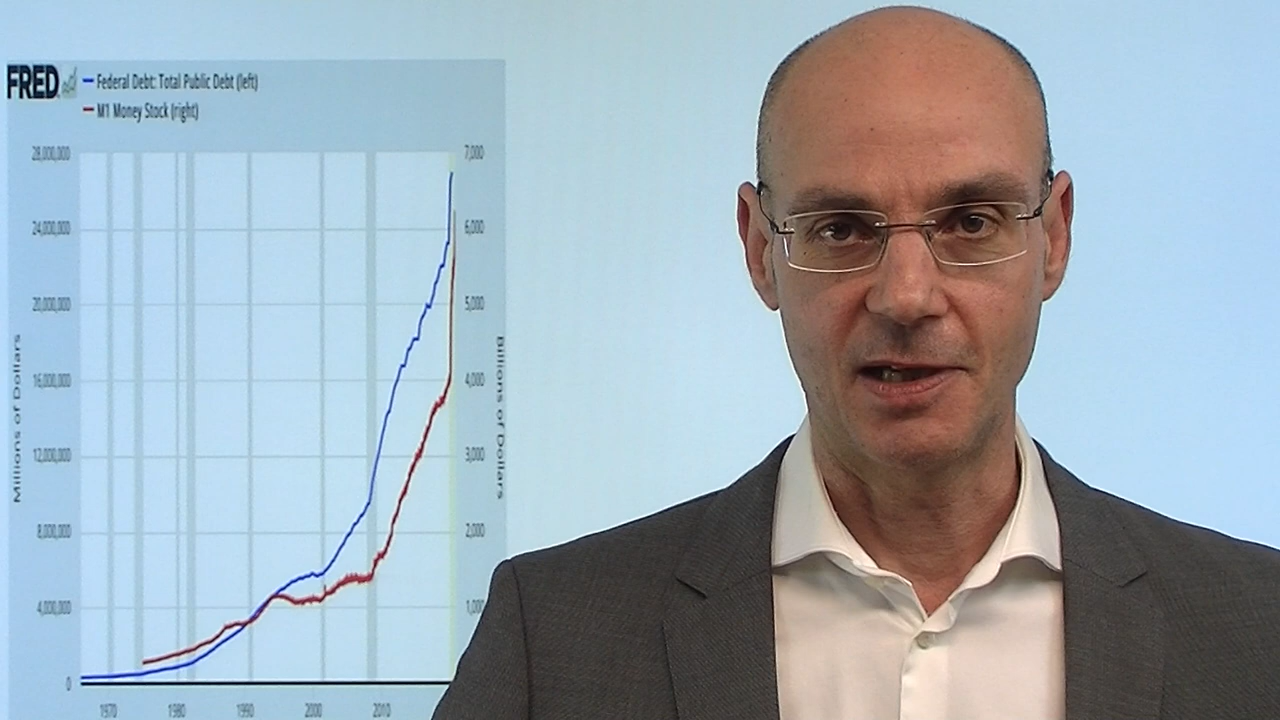 FRED
Federal Debt: Total Public Debt (left)
M1 Money Stock (right)
28,000,000
24,000,000
20,000,000
16,000,000
12,000,000
8,000,000
4,000,000
0
Millions of Dollars
7,000
6,000
5,000
4,000
3,000
2,000
1,000
Billions of Dollars
1970 1980 1990 2000 2010